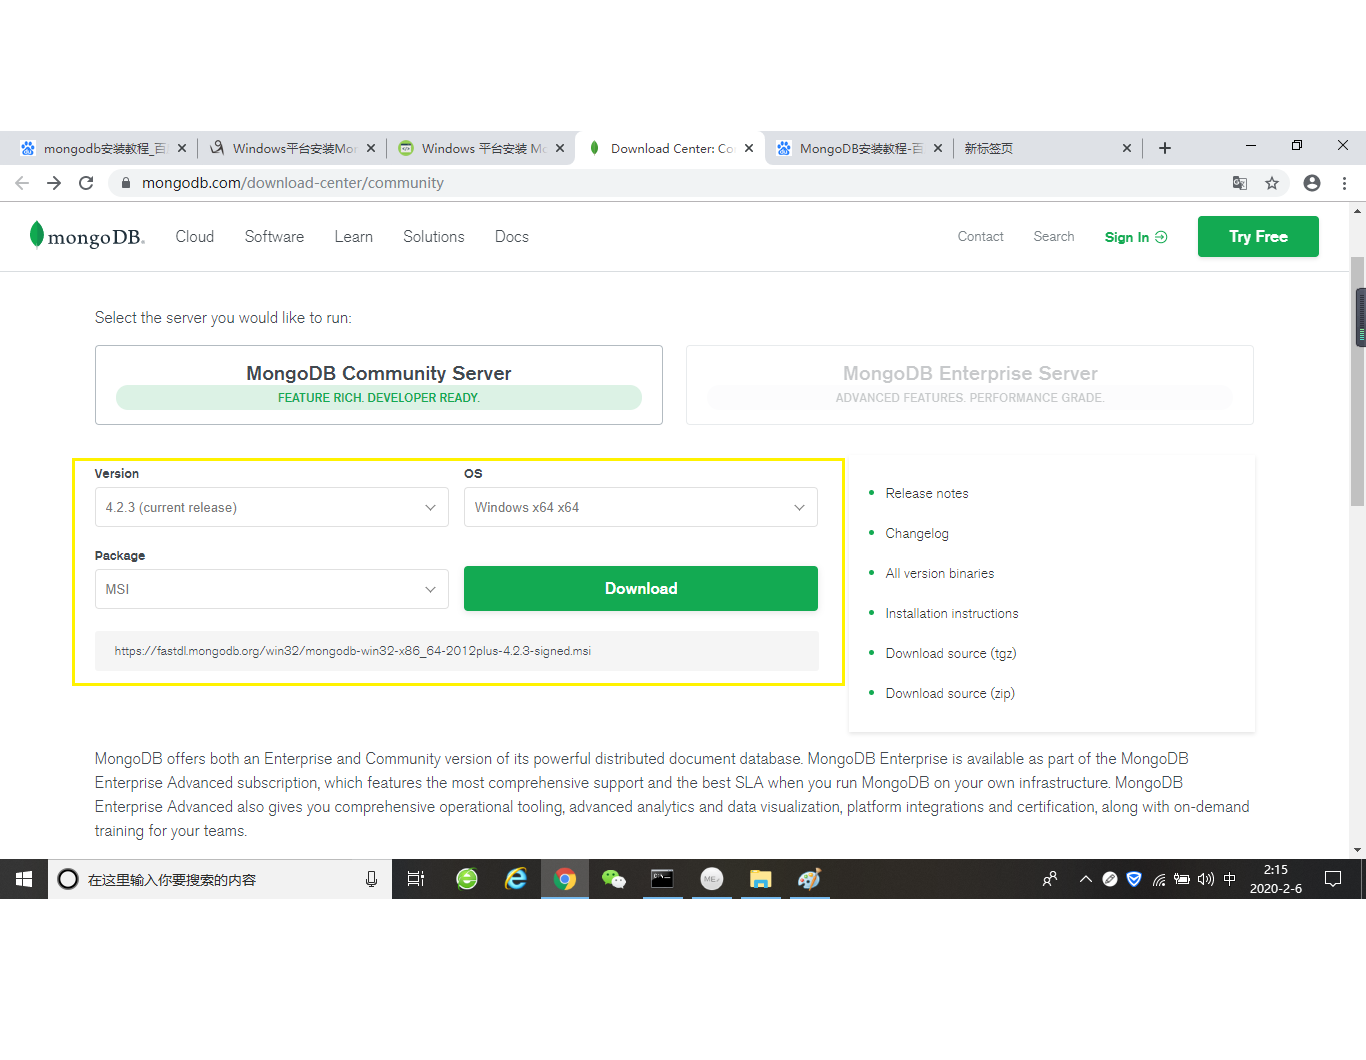 mongodb安装教程_百
Windows平台安装Mon
Windows 平台安装 Mo
Download Center: Co
MongoDB安装教程-百
新标签页
mongodb.com/download-center/community
mongoDB.
Cloud
Software
Learn
Solutions
Docs
Contact
Search
Sign In
Try Free
Select the server you would like to run:
MongoDB Community Server
FEATURE RICH. DEVELOPER READY.
MongoDB Enterprise Server
ADVANCED FEATURES. PERFORMANCE GRADE.
Version
OS
4.2.3 (current release)
Windows x64 x64
Package
MSI
Download
https://fastdl.mongodb.org/win32/mongodb-win32-x86_64-2012plus-4.2.3-signed.msi
Release notes
Changelog
All version binaries
Installation instructions
Download source (tgz)
Download source (zip)
MongoDB offers both an Enterprise and Community version of its powerful distributed document database. MongoDB Enterprise is available as part of the MongoDB
Enterprise Advanced subscription, which features the most comprehensive support and the best SLA when you run MongoDB on your own infrastructure. MongoDB
Enterprise Advanced also gives you comprehensive operational tooling, advanced analytics and data visualization, platform integrations and certification, along with on-demand
training for your teams.
在这里输入你要搜索的内容
中
2:15
2020-2-6